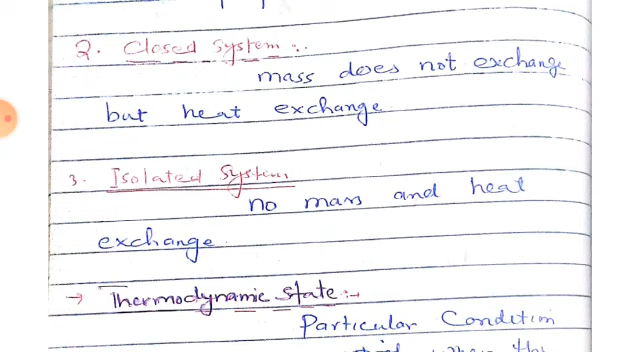 2. Closed System :-
mass does not exchange
but heat exchange
3. Isolated System
no mass and heat
exchange.
→ Thermodynamic State :-
Particular Condition